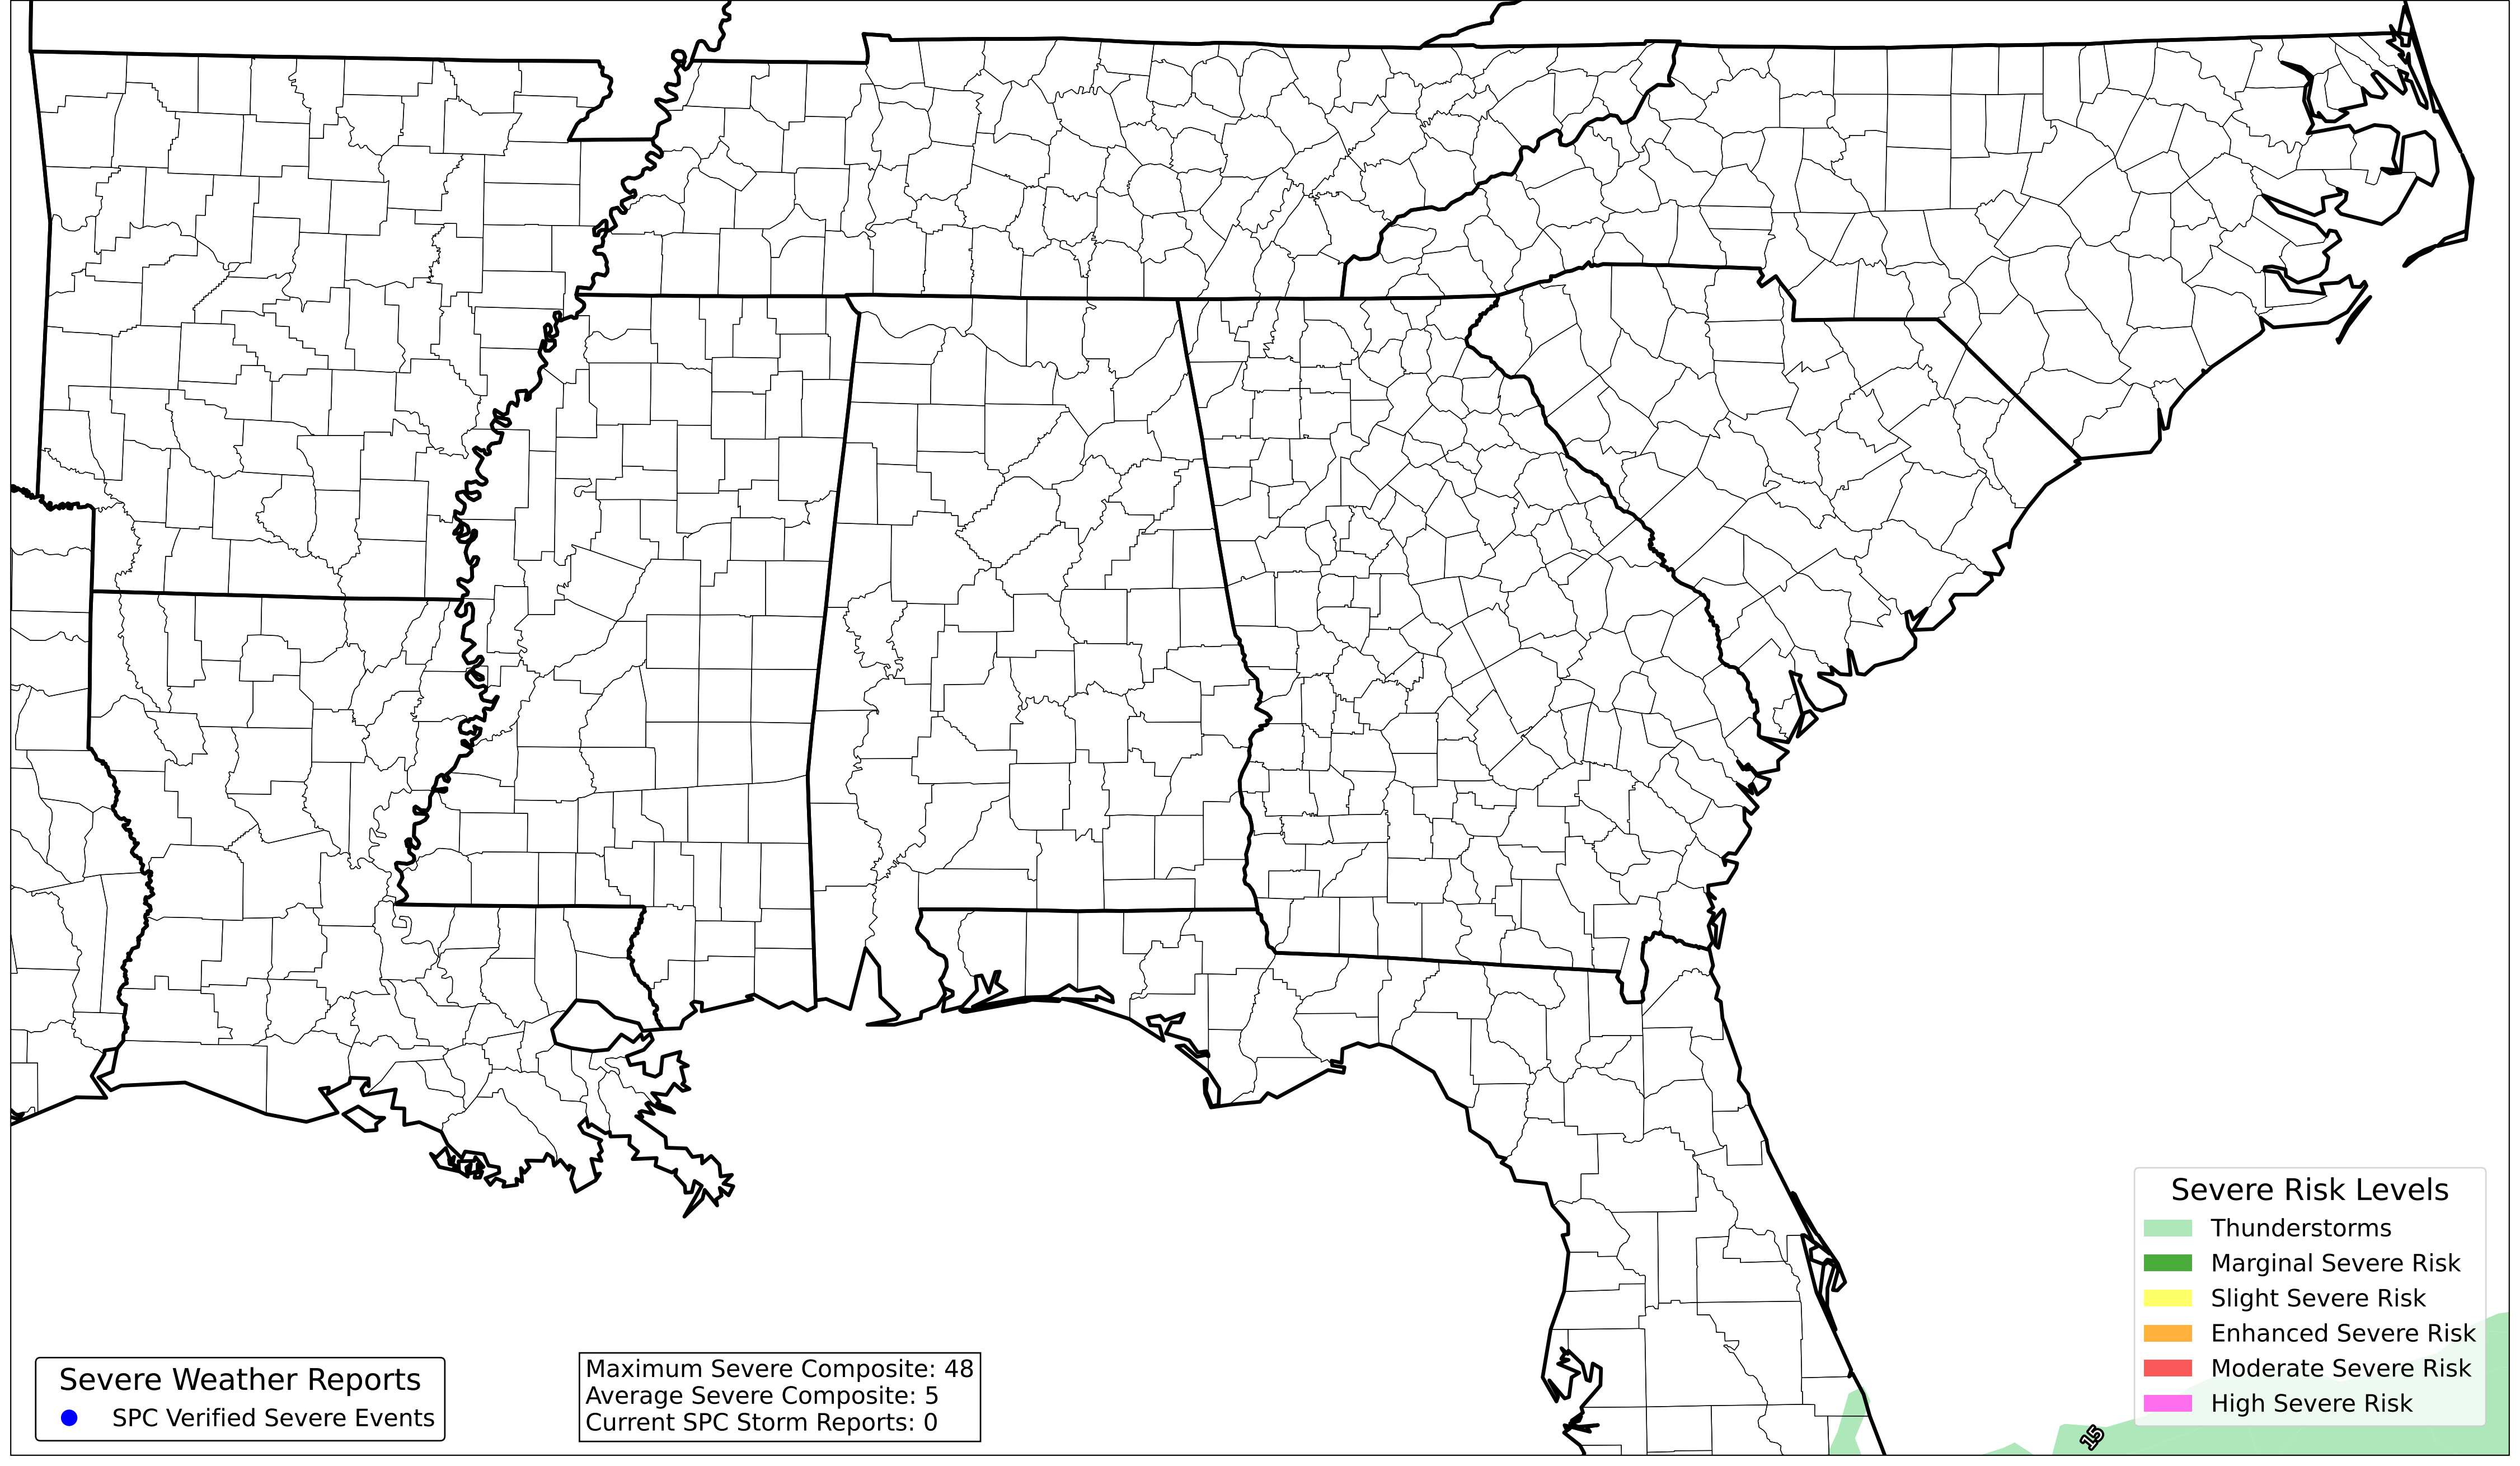 Severe Risk Levels
Thunderstorms
Marginal Severe Risk
Slight Severe Risk
Enhanced Severe Risk
Moderate Severe Risk
High Severe Risk
Severe Weather Reports
SPC Verified Severe Events
Maximum Severe Composite: 48
Average Severe Composite: 5
Current SPC Storm Reports: 0
15